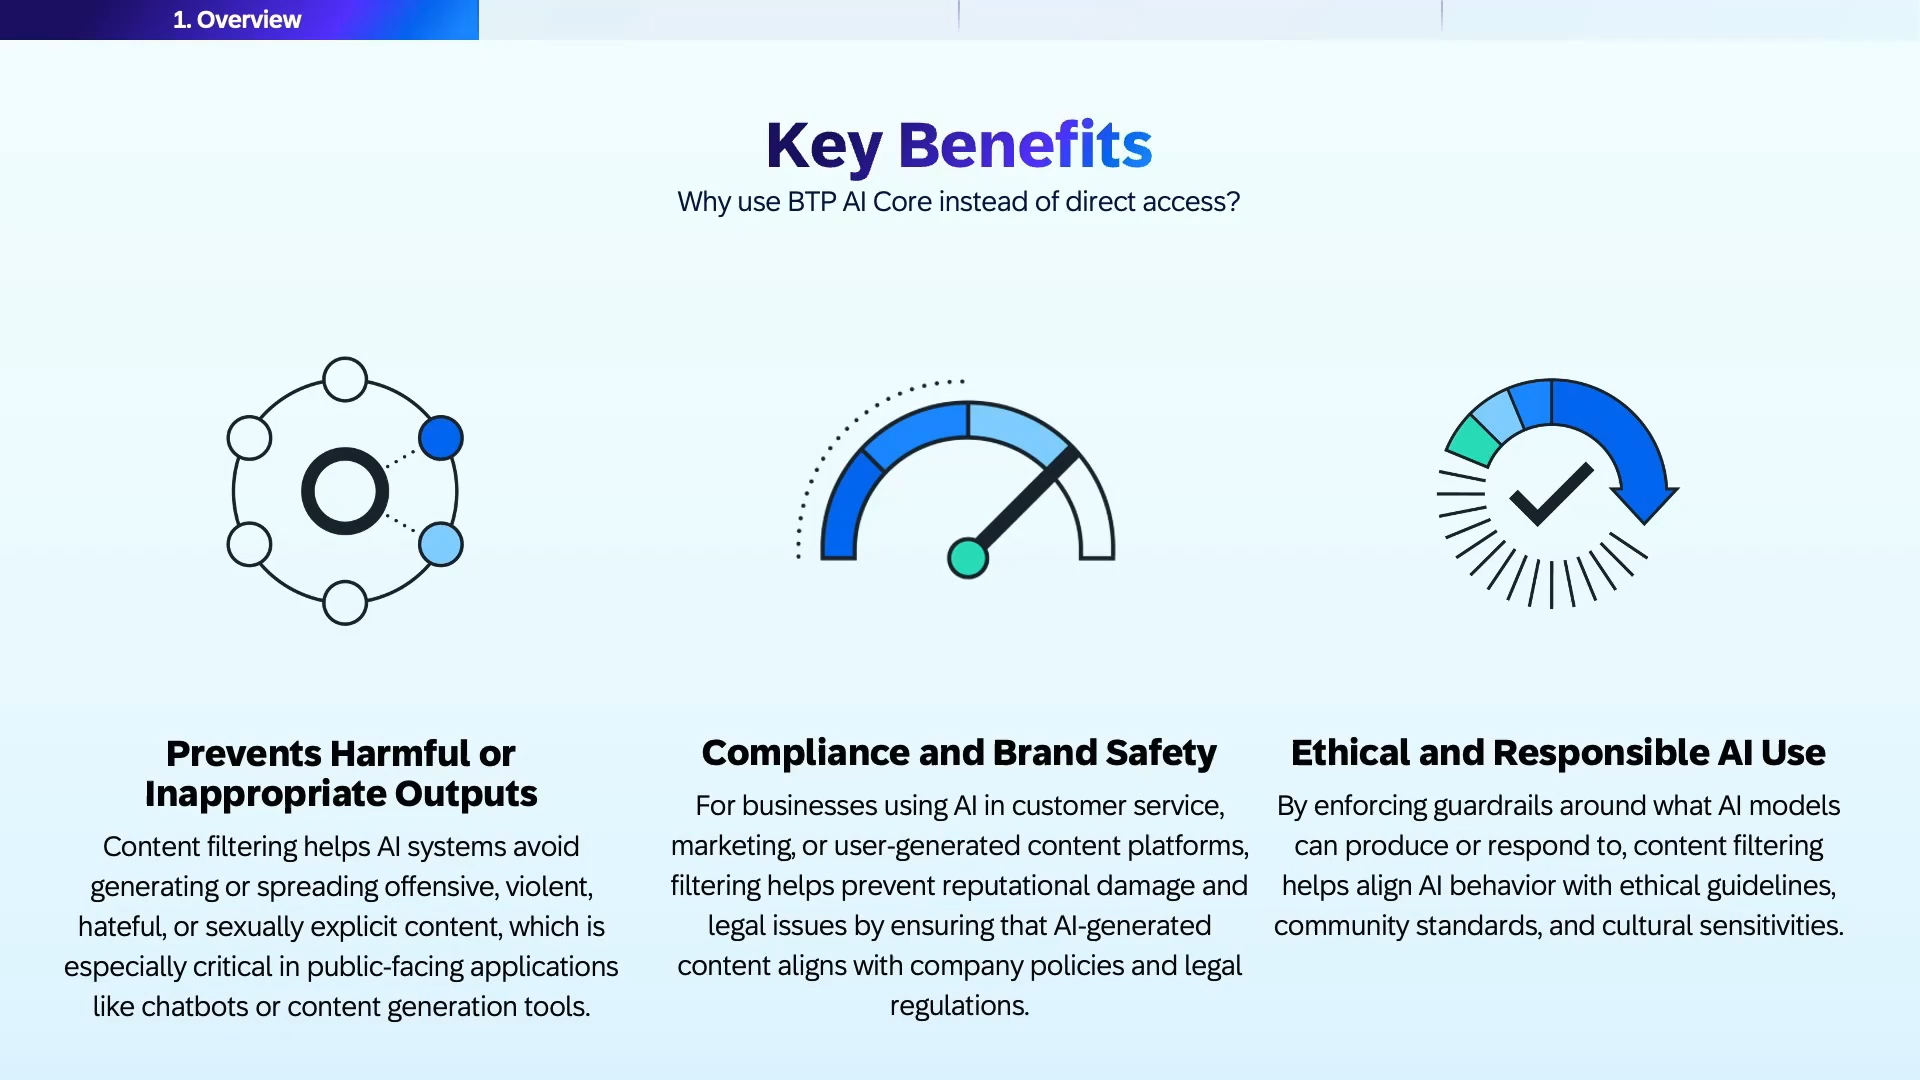 1. Overview
Key Benefits
Why use BTP AI Core instead of direct access?
Prevents Harmful or
Inappropriate Outputs
Content filtering helps AI systems avoid
generating or spreading offensive, violent,
hateful, or sexually explicit content, which is
especially critical in public-facing applications
like chatbots or content generation tools.
Compliance and Brand Safety
For businesses using AI in customer service,
marketing, or user-generated content platforms,
filtering helps prevent reputational damage and
legal issues by ensuring that AI-generated
content aligns with company policies and legal
regulations.
Ethical and Responsible AI Use
By enforcing guardrails around what AI models
can produce or respond to, content filtering
helps align AI behavior with ethical guidelines,
community standards, and cultural sensitivities.